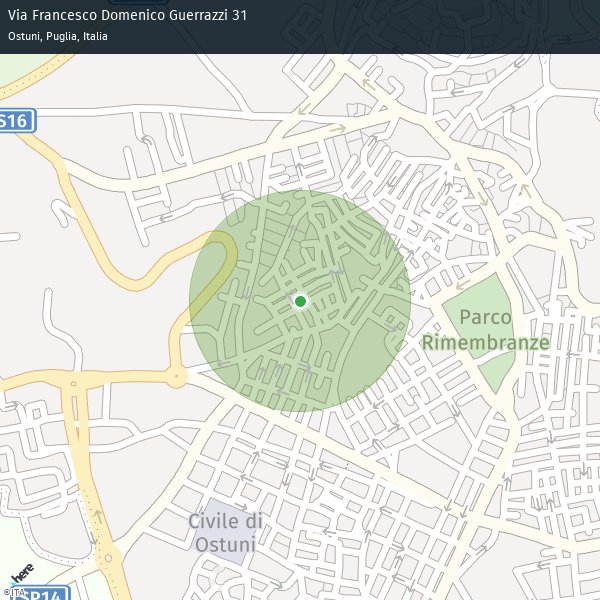 Via Francesco Domenico Guerrazzi 31
Ostuni, Puglia, Italia
S16
Parco
Rimembranze
Civile di
Ostuni
here
©ITA
SP14